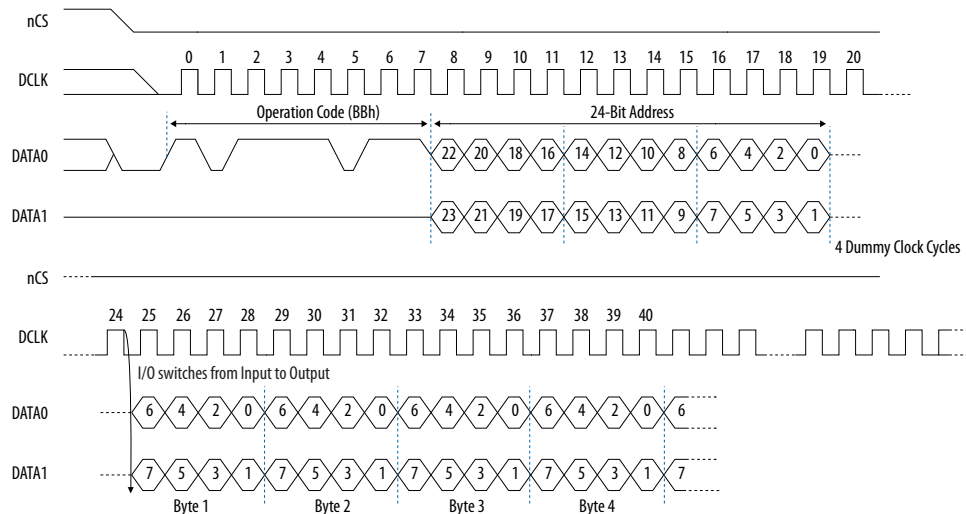 nCS
0 1 2 3 4 5 6 7 8 9 10 11 12 13 14 15 16 17 18 19 20
DCLK
Operation Code (BBh) 24-Bit Address
DATA0 22 20 18 16 14 12 10 8 6 4 2 0
DATA1 23 21 19 17 15 13 11 9 7 5 3 1
4 Dummy Clock Cycles
nCS
24 25 26 27 28 29 30 31 32 33 34 35 36 37 38 39 40
DCLK
I/O switches from Input to Output
DATA0 6 4 2 0 6 4 2 0 6 4 2 0 6 4 2 0 6
DATA1 7 5 3 1 7 5 3 1 7 5 3 1 7 5 3 1 7
Byte 1 Byte 2 Byte 3 Byte 4